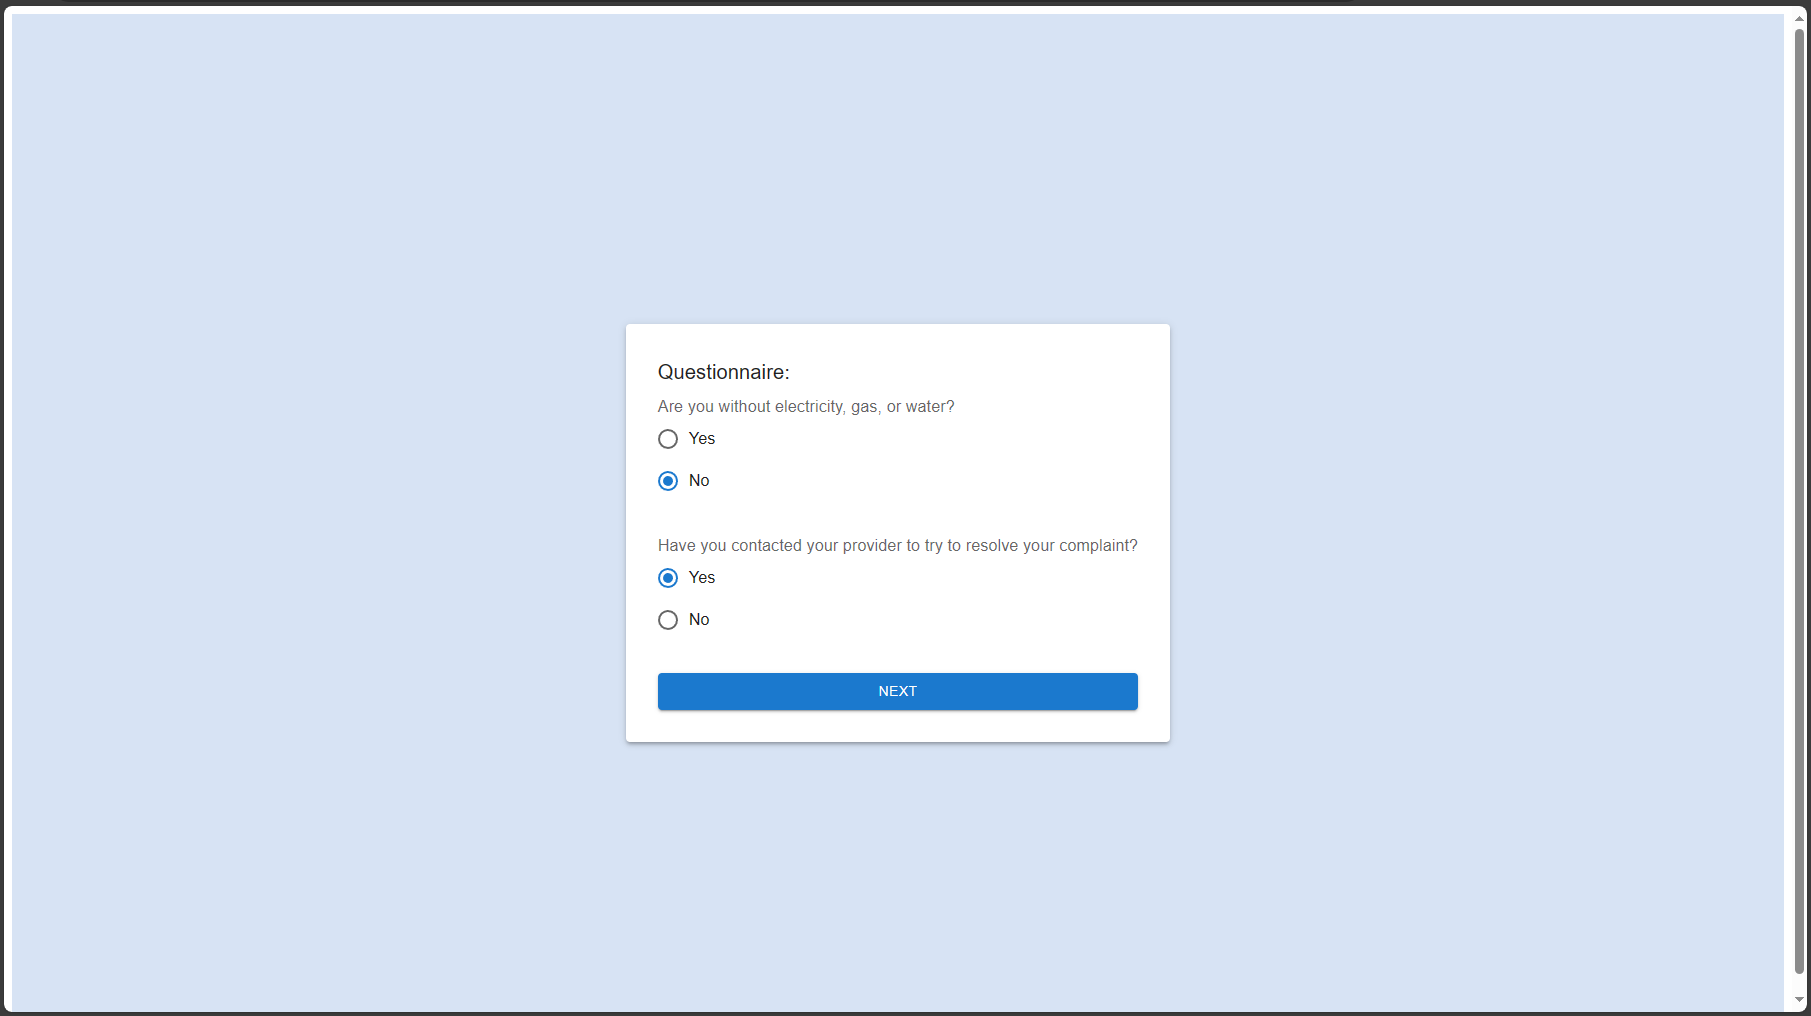 Questionnaire:
Are you without electricity, gas, or water?
Yes
No
Have you contacted your provider to try to resolve your complaint?
Yes
No
NEXT